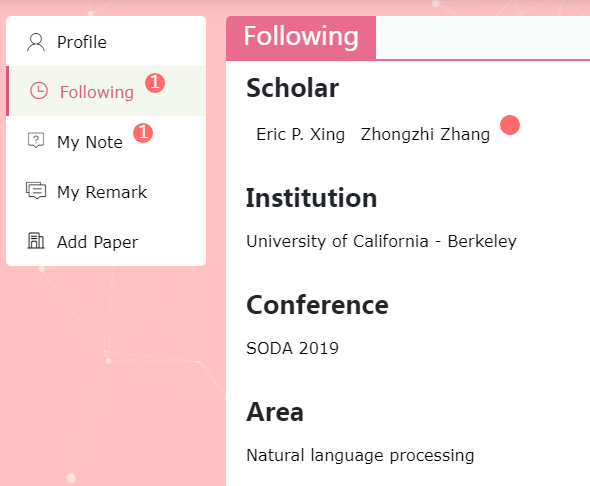 Profile
Following 1
My Note 1
My Remark
Add Paper
Following
Scholar
Eric P. Xing Zhongzhi Zhang
Institution
University of California - Berkeley
Conference
SODA 2019
Area
Natural language processing